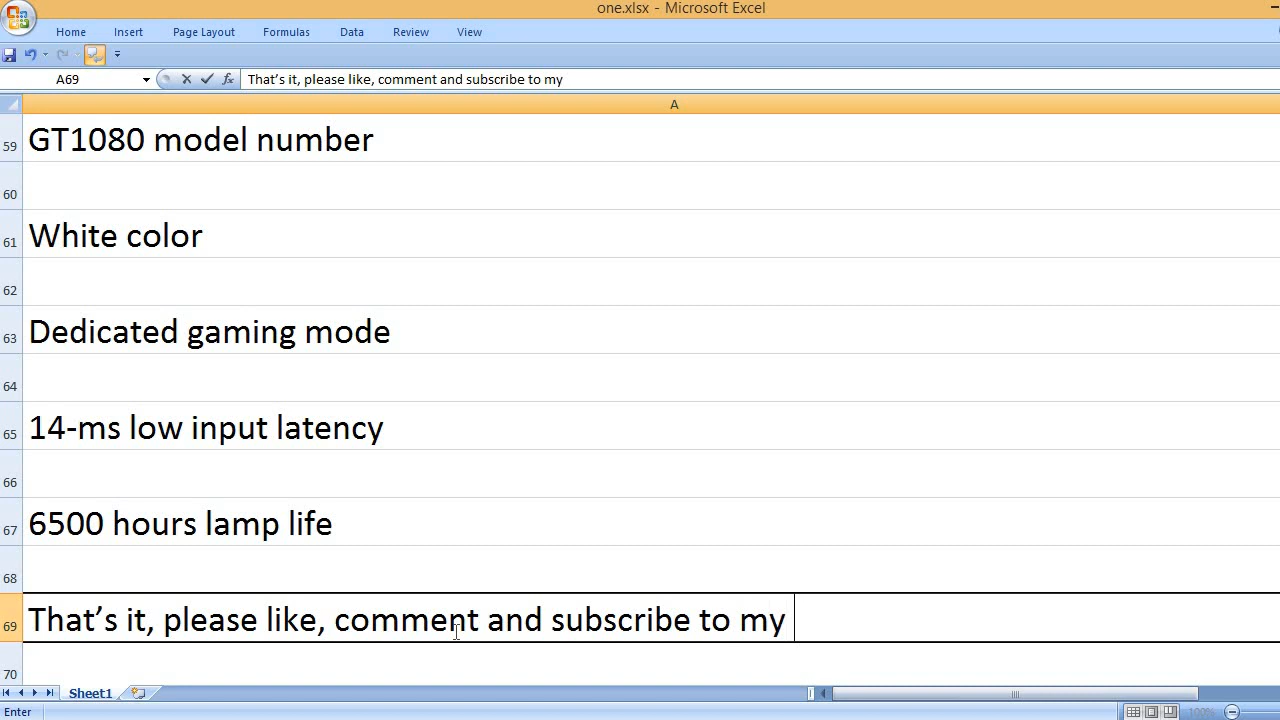 one.xlsx - Microsoft Excel
Home Insert Page Layout Formulas Data Review View
A69 fx That’s it, please like, comment and subscribe to my
A
59 GT1080 model number
60
61 White color
62
63 Dedicated gaming mode
64
65 14-ms low input latency
66
67 6500 hours lamp life
68
69 That’s it, please like, comment and subscribe to my
70
Sheet1
Enter 100%